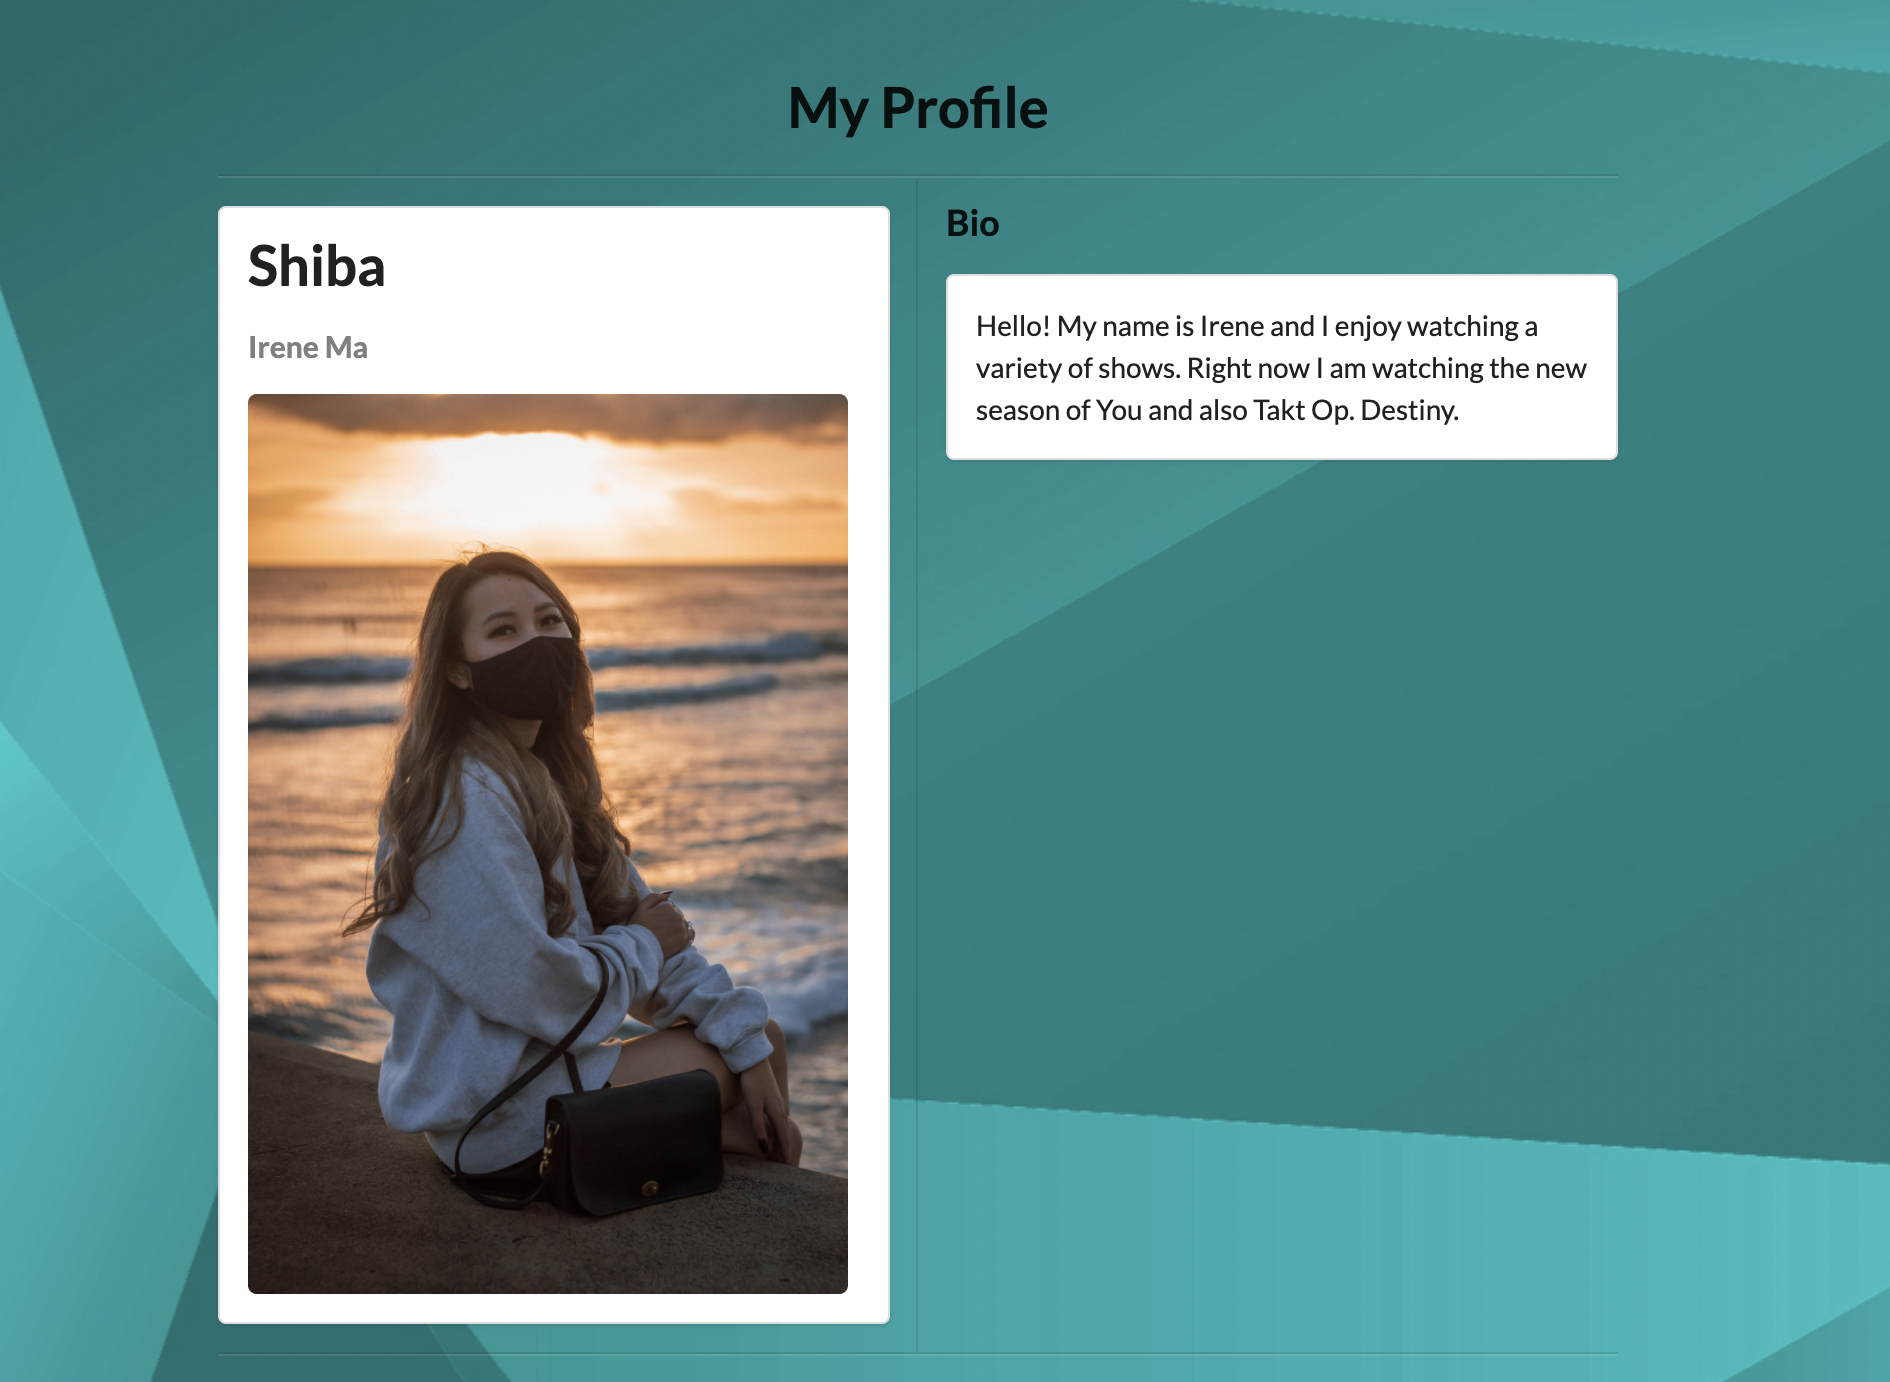 My Profile
Shiba
Irene Ma
Bio
Hello! My name is Irene and I enjoy watching a
variety of shows. Right now I am watching the new
season of You and also Takt Op. Destiny.